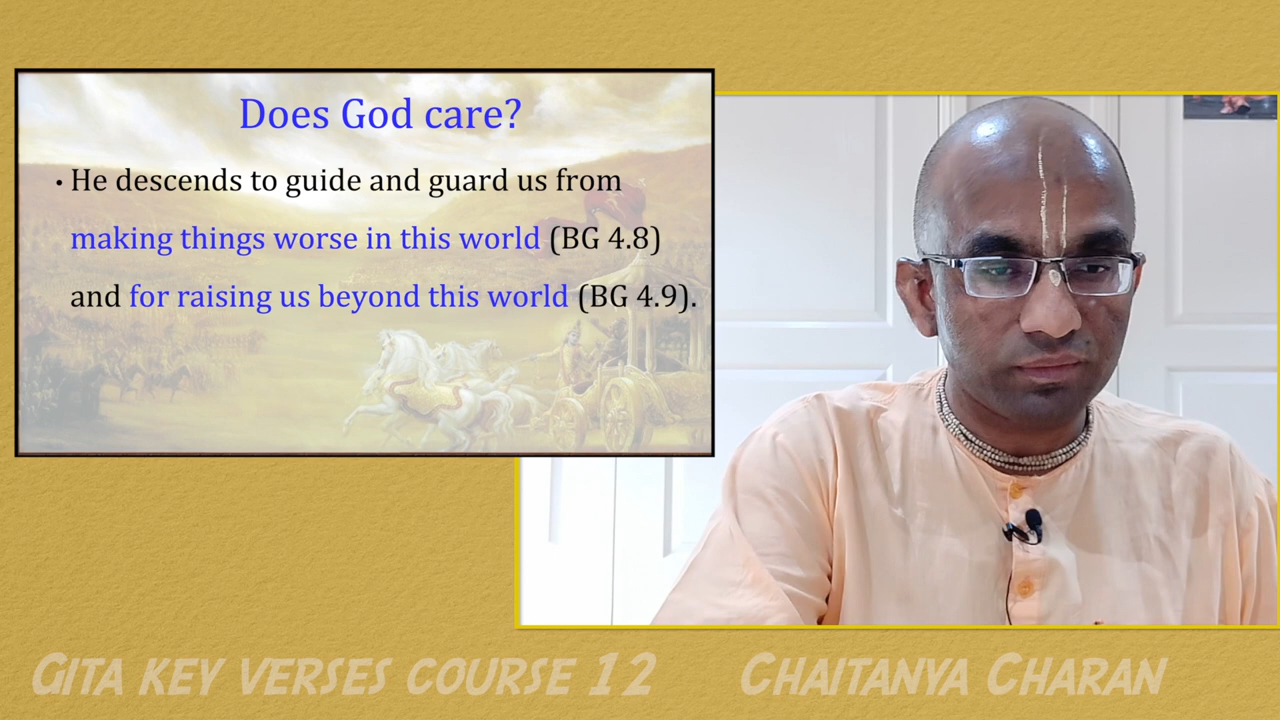 Does God care?
• He descends to guide and guard us from
making things worse in this world (BG 4.8)
and for raising us beyond this world (BG 4.9).
GITA KEY VERSES COURSE 12
CHAITANYA CHARAN